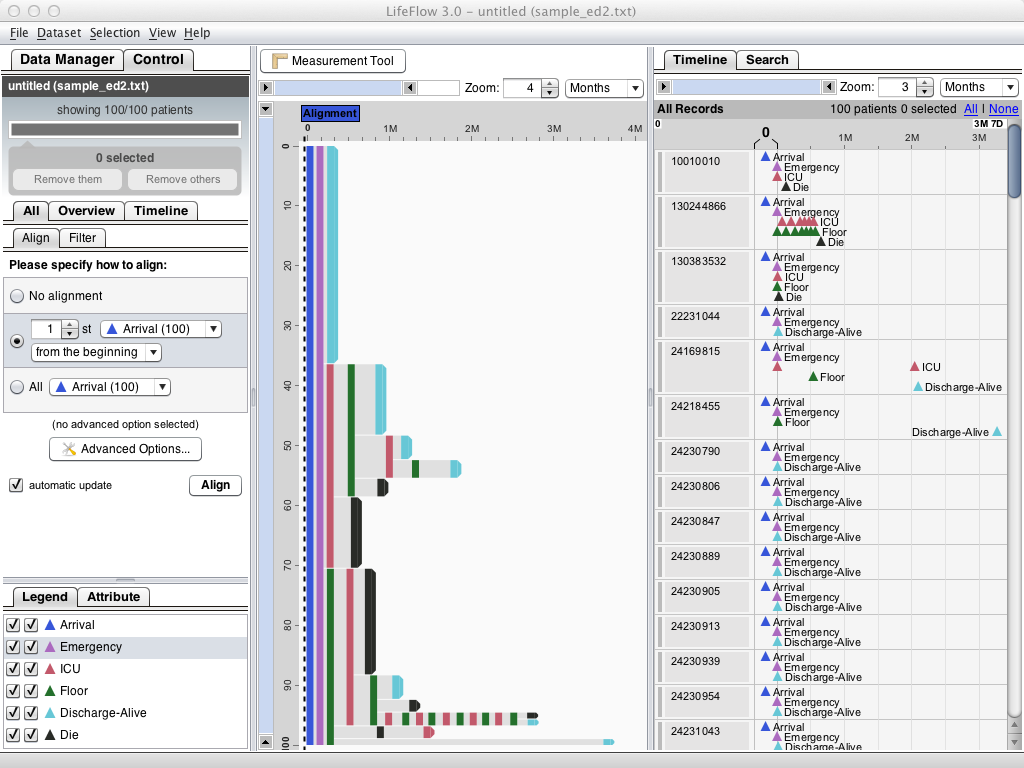 LifeFlow 3.0 – untitled (sample_ed2.txt)
File Dataset Selection View Help
Data Manager Control
untitled (sample_ed2.txt)
showing 100/100 patients
0 selected
Remove them Remove others
All Overview Timeline
Align Filter
Please specify how to align:
No alignment
1 st Arrival (100)
from the beginning
All Arrival (100)
(no advanced option selected)
Advanced Options...
automatic update Align
Legend Attribute
Arrival
Emergency
ICU
Floor
Discharge-Alive
Die
Measurement Tool
Zoom: 4 Months
Alignment
0 1M 2M 3M 4M
0
10
20
30
40
50
60
70
80
90
100
Timeline Search
Zoom: 3 Months
All Records 100 patients 0 selected All I None
0 3M 7D
0 1M 2M 3M
10010010
Arrival
Emergency
ICU
Die
130244866
Arrival
Emergency
ICU
Floor
Die
130383532
Arrival
Emergency
ICU
Floor
Die
22231044
Arrival
Emergency
Discharge-Alive
24169815
Arrival
Emergency
ICU
Floor
Discharge-Alive
24218455
Arrival
Emergency
Floor
Discharge-Alive
24230790
Arrival
Emergency
Discharge-Alive
24230806
Arrival
Emergency
Discharge-Alive
24230847
Arrival
Emergency
Discharge-Alive
24230889
Arrival
Emergency
Discharge-Alive
24230905
Arrival
Emergency
Discharge-Alive
24230913
Arrival
Emergency
Discharge-Alive
24230939
Arrival
Emergency
Discharge-Alive
24230954
Arrival
Emergency
Discharge-Alive
24231043
Arrival
Emergency
Discharge-Alive